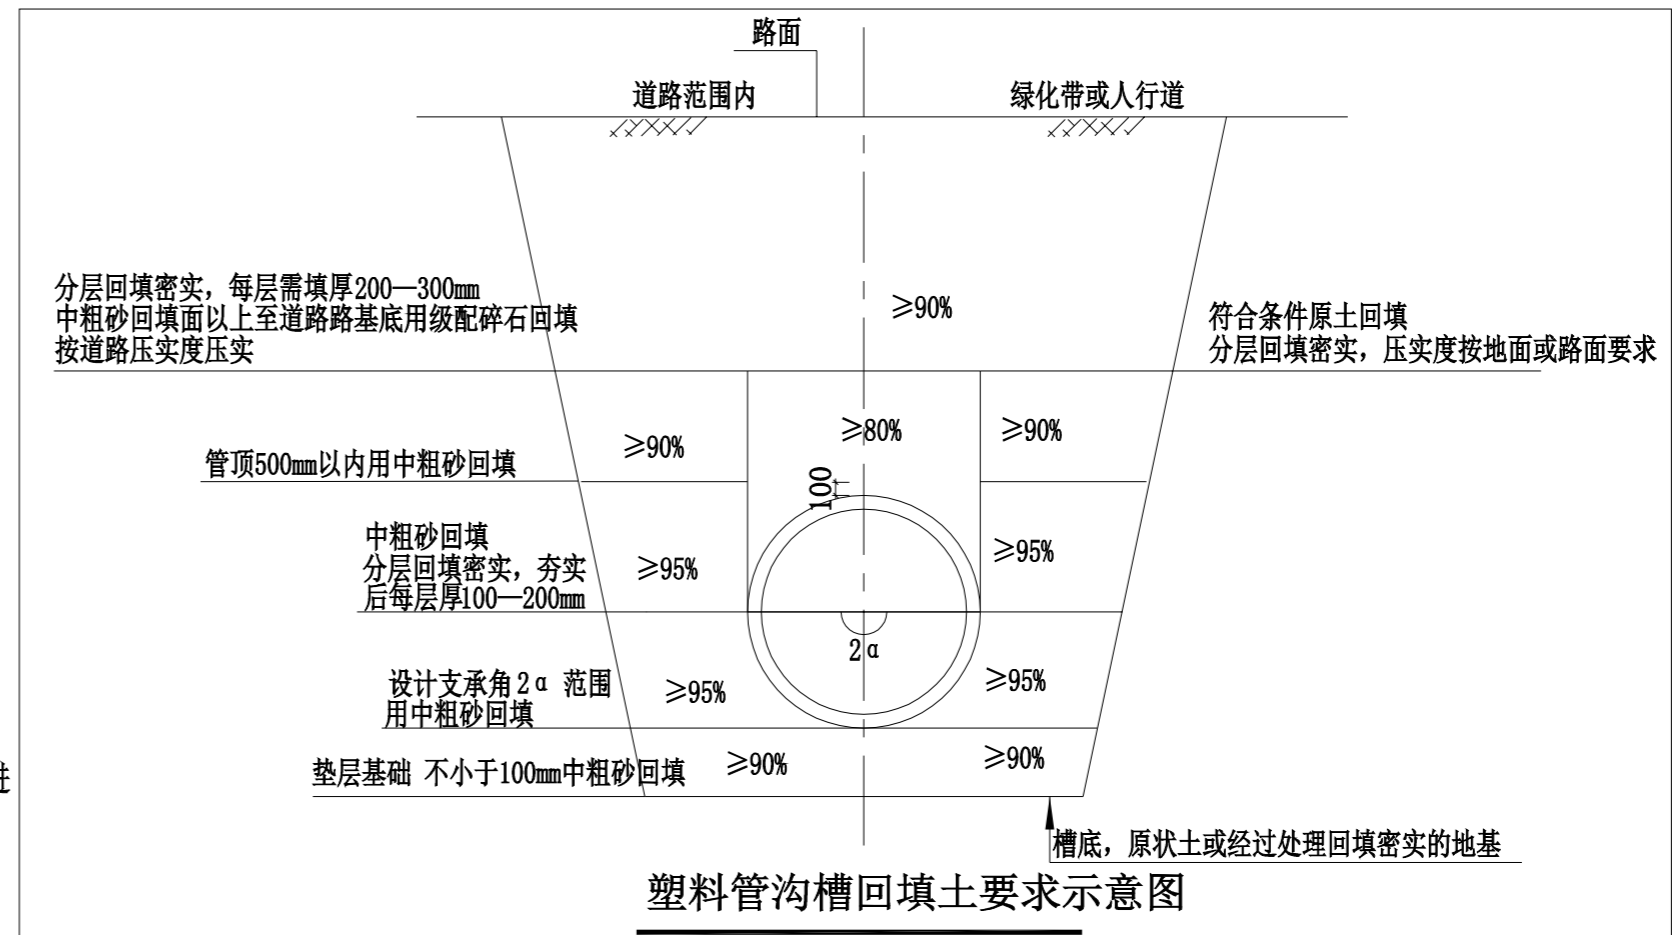 路面
道路范围内
绿化带或人行道
分层回填密实，每层需填厚200—300mm
中粗砂回填面以上至道路路基底用级配碎石回填
按道路压实度压实
≥90%
符合条件原土回填
分层回填密实，压实度按地面或路面要求
≥90%
≥80%
≥90%
管顶500mm以内用中粗砂回填
100
中粗砂回填
分层回填密实，夯实
后每层厚100—200mm
≥95%
≥95%
2α
设计支承角2α 范围
用中粗砂回填
≥95%
≥95%
垫层基础 不小于100mm中粗砂回填
≥90%
≥90%
槽底，原状土或经过处理回填密实的地基
塑料管沟槽回填土要求示意图